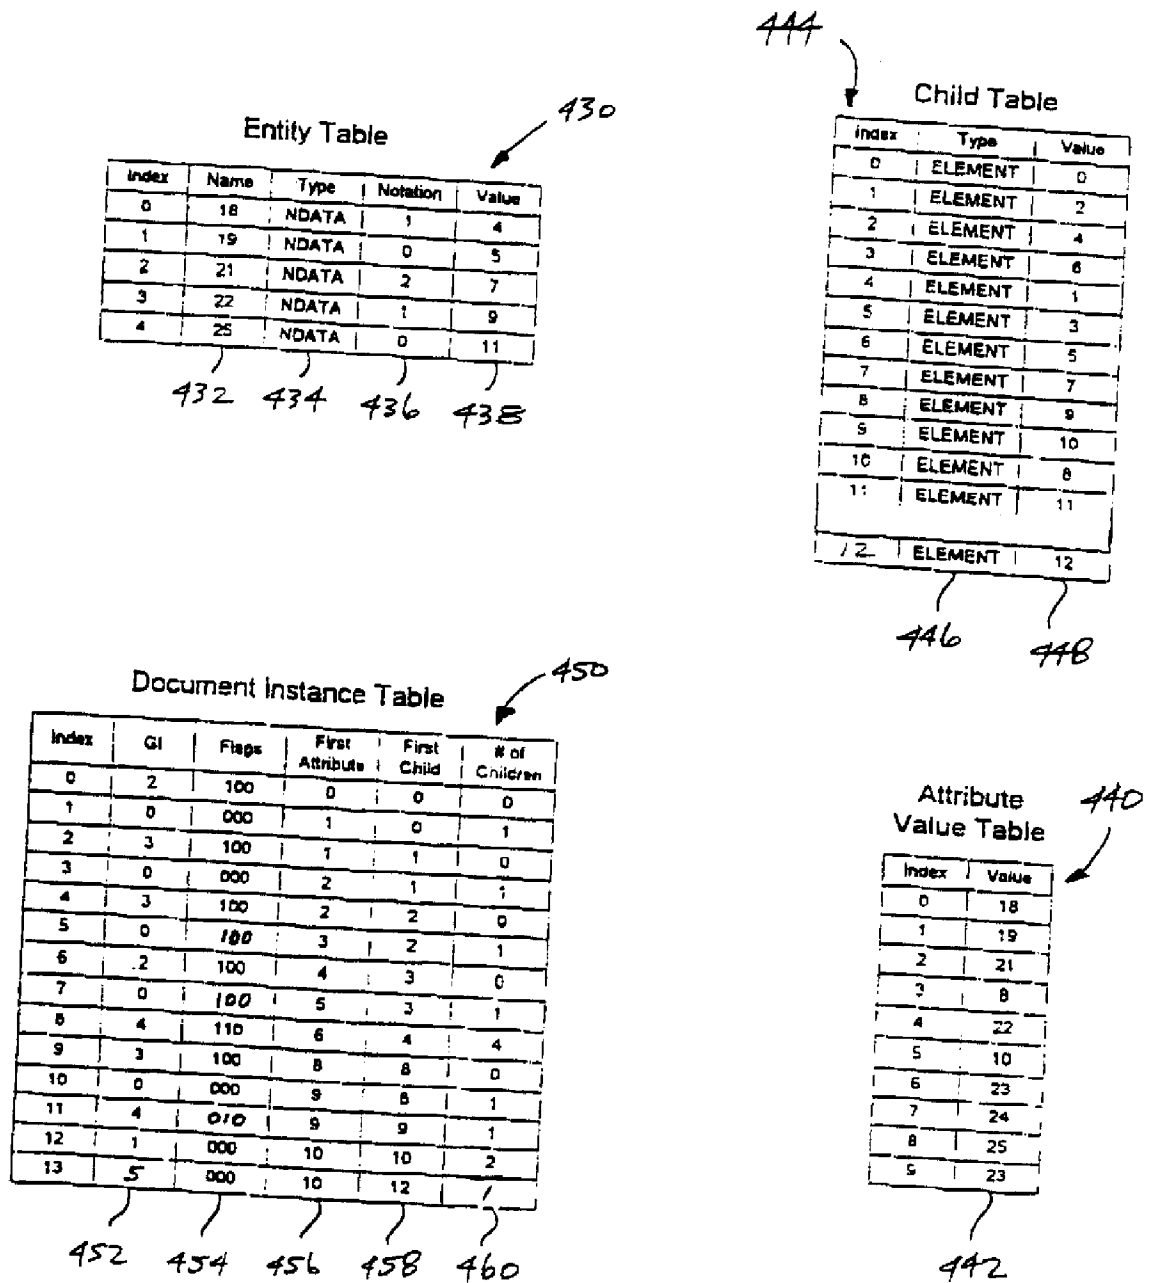 444
Child Table
Index Type Value
0 ELEMENT 0
1 ELEMENT 2
2 ELEMENT 4
3 ELEMENT 6
4 ELEMENT 1
5 ELEMENT 3
6 ELEMENT 5
7 ELEMENT 7
8 ELEMENT 9
9 ELEMENT 10
10 ELEMENT 8
11 ELEMENT 11
12 ELEMENT 12
446 448
Entity Table 430
Index Name Type Notation Value
0 18 NDATA 1 4
1 19 NDATA 0 5
2 21 NDATA 2 7
3 22 NDATA 1 9
4 25 NDATA 0 11
432 434 436 438
Document Instance Table 450
Index GI Flags First Attribute First Child # of Children
0 2 100 0 0 0
1 0 000 1 0 1
2 3 100 1 1 0
3 0 000 2 1 1
4 3 100 2 2 0
5 0 100 3 2 1
6 2 100 4 3 0
7 0 100 5 3 1
8 4 110 6 4 4
9 3 100 8 8 0
10 0 000 9 8 1
11 4 010 9 9 1
12 1 000 10 10 2
13 5 000 10 12
452 454 456 458 460
Attribute
Value Table 440
Index Value
0 18
1 19
2 21
3 8
4 22
5 10
6 23
7 24
8 25
9 23
442